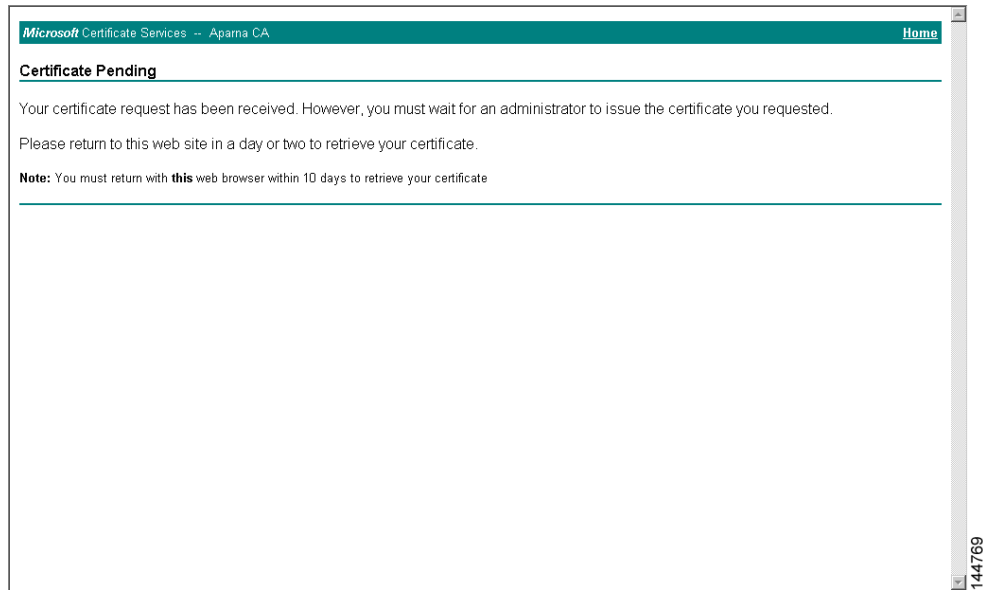 Microsoft Certificate Services -- Aparna CA Home
Certificate Pending
Your certificate request has been received. However, you must wait for an administrator to issue the certificate you requested.
Please return to this web site in a day or two to retrieve your certificate.
Note: You must return with this web browser within 10 days to retrieve your certificate
144769